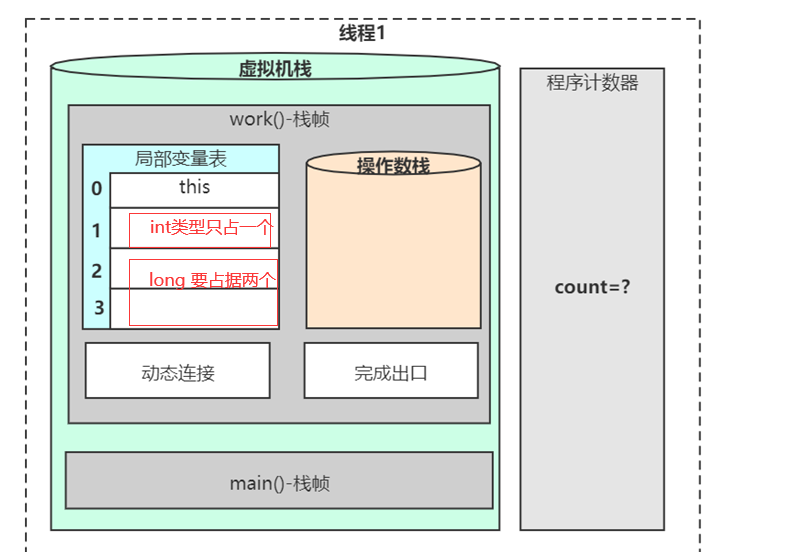 线程1
虚拟机栈
程序计数器
work()-栈帧
局部变量表
操作数栈
0
this
1
int类型只占一个
2
long 要占据两个
3
count=?
动态连接
完成出口
main()-栈帧